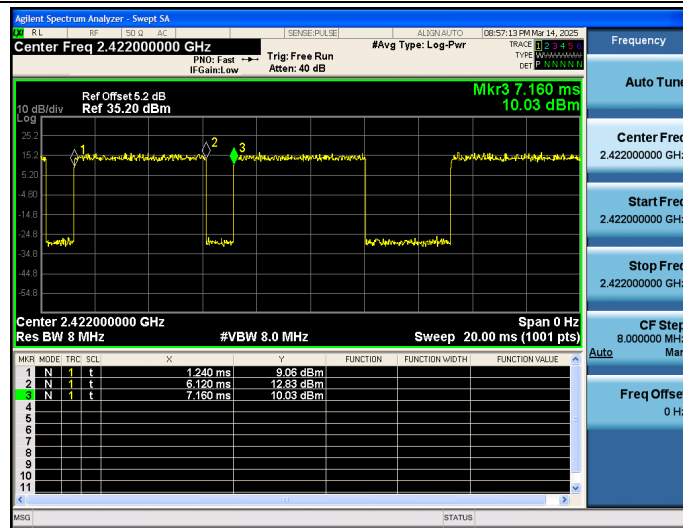 Agilent Spectrum Analyzer - Swept SA
RL RF 50 Ω AC SENSE:PULSE ALIGNAUTO 08:57:13 PM Mar 14, 2025
Center Freq 2.422000000 GHz #Avg Type: Log-Pwr TRACE 1 2 3 4 5 6
PNO: Fast Trig: Free Run TYPE
IFGain:Low Atten: 40 dB DET P N N N N N
Frequency
Auto Tune
Center Freq
2.422000000 GHz
Start Freq
2.422000000 GHz
Stop Freq
2.422000000 GHz
CF Step
8.000000 MHz
Auto Man
Freq Offset
0 Hz
Mkr3 7.160 ms
10.03 dBm
Ref Offset 5.2 dB
10 dB/div Ref 35.20 dBm
Log
25.2
15.2
5.20
-4.80
-14.8
-24.8
-34.8
-44.8
-54.8
1
2
3
Center 2.422000000 GHz Span 0 Hz
Res BW 8 MHz #VBW 8.0 MHz Sweep 20.00 ms (1001 pts)
MKR MODE TRC SCL X Y FUNCTION FUNCTION WIDTH FUNCTION VALUE
1 N 1 t 1.240 ms 9.06 dBm
2 N 1 t 6.120 ms 12.83 dBm
3 N 1 t 7.160 ms 10.03 dBm
4
5
6
7
8
9
10
11
MSG STATUS